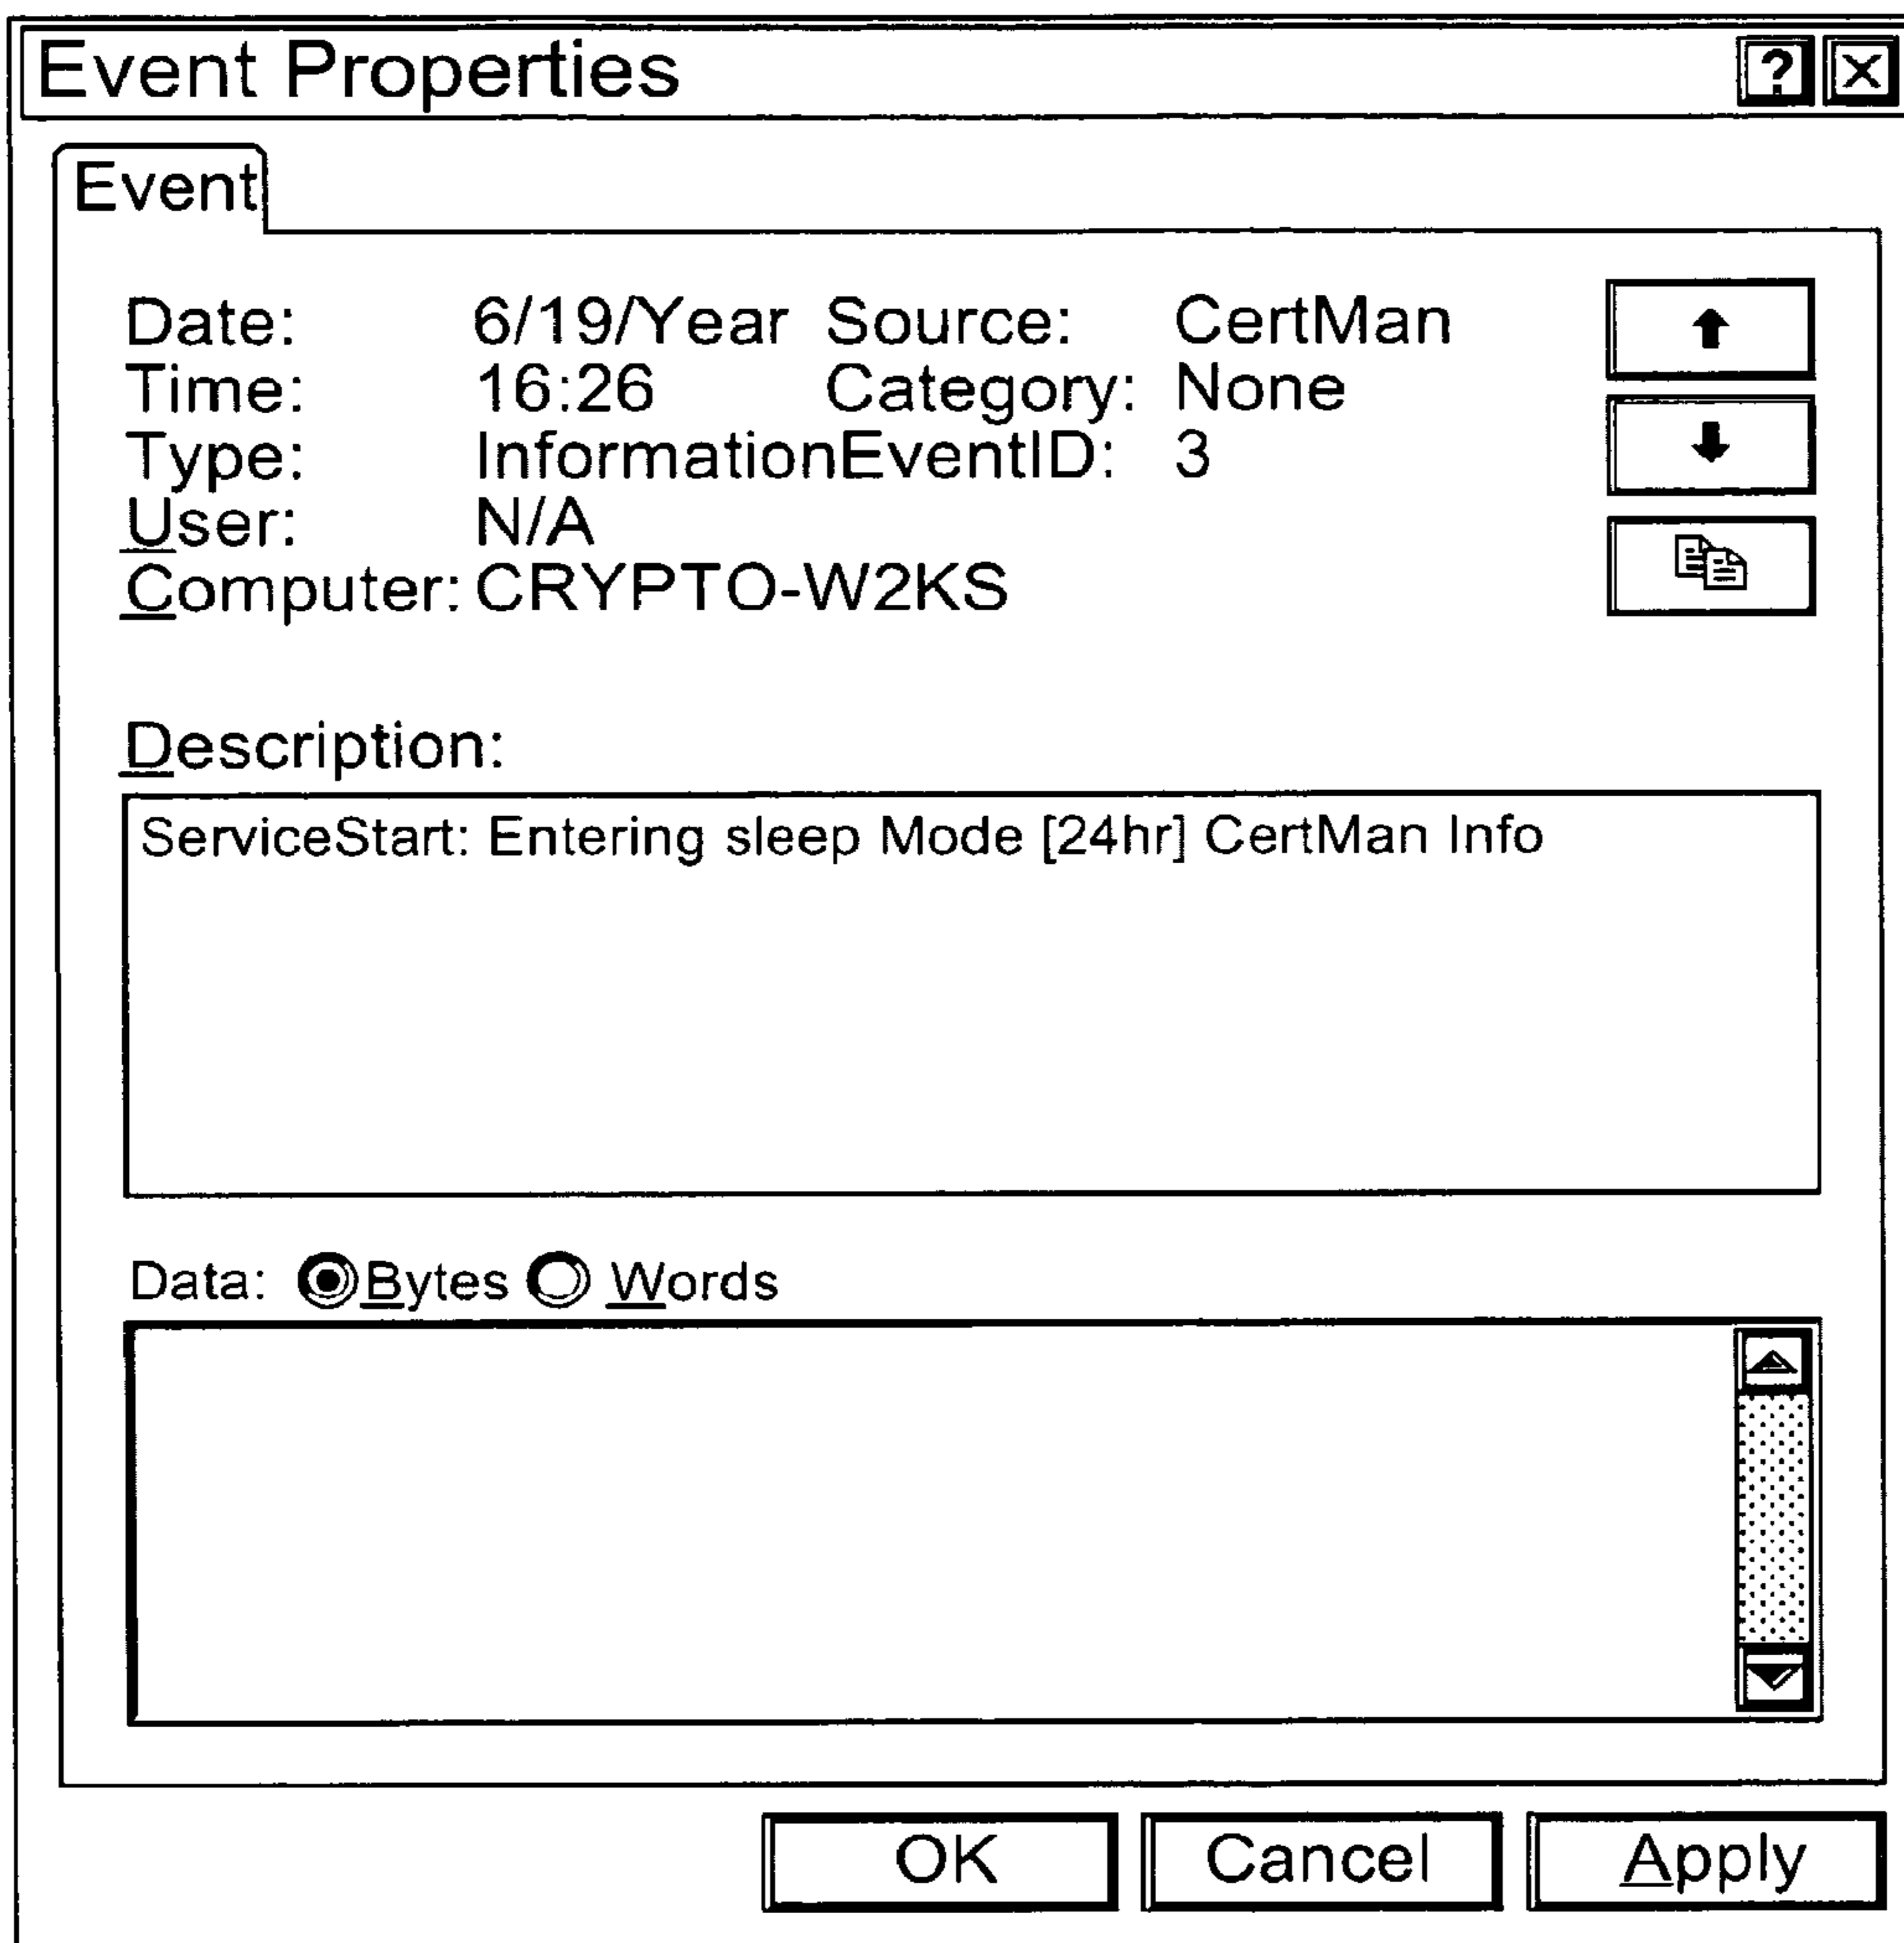 Event Properties
?
Event
Date: 6/19/Year Source: CertMan
Time: 16:26 Category: None
Type: InformationEventID: 3
User: N/A
Computer: CRYPTO-W2KS
Description:
ServiceStart: Entering sleep Mode [24hr] CertMan Info
Data: Bytes Words
OK Cancel Apply